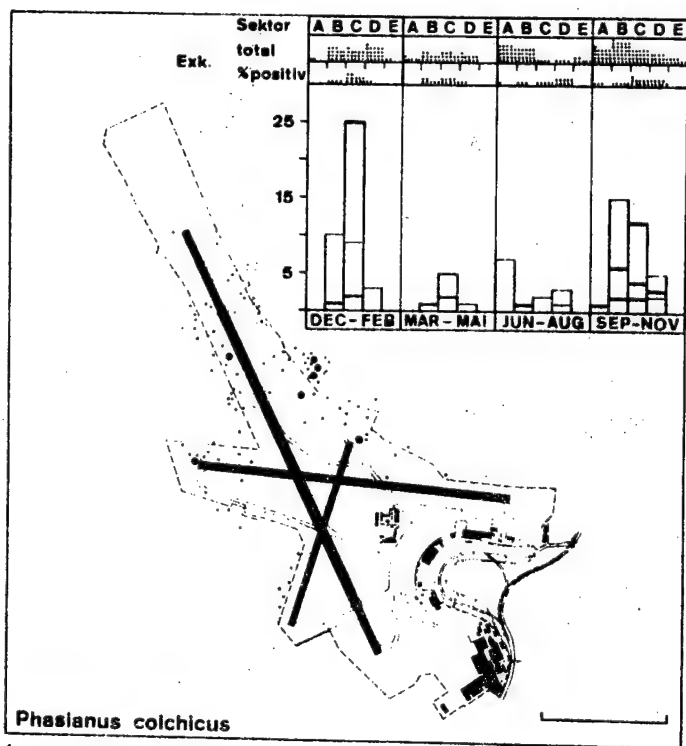 Sektor A B C D E A B C D E A B C D E A B C D E
Exk. total
%positiv
25
15
5
DEC-FEB MAR-MAI JUN-AUG SEP-NOV
Phasianus colchicus